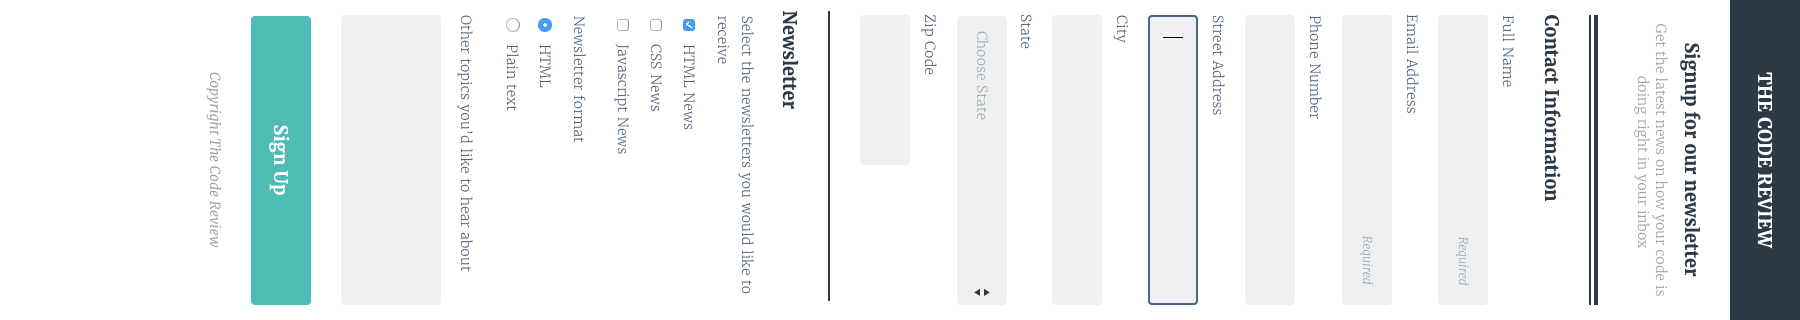 THE CODE REVIEW
Signup for our newsletter
Get the latest news on how your code is
doing right in your inbox
Contact Information
Full Name
Required
Email Address
Required
Phone Number
Street Address
City
State
Choose State
Zip Code
Newsletter
Select the newsletters you would like to
receive
HTML News
CSS News
Javascript News
Newsletter format
HTML
Plain text
Other topics you'd like to hear about
Sign Up
Copyright The Code Review